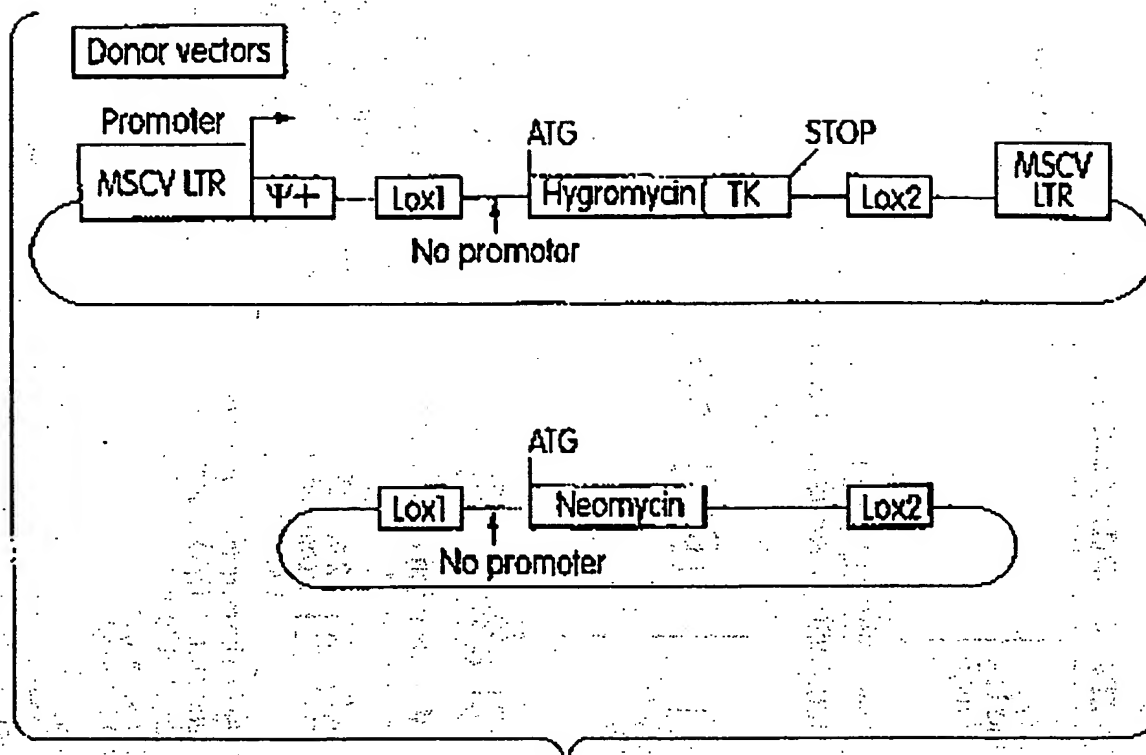 Donor vectors
Promoter
ATG
STOP
MSCV LTR
Ψ+
Lox1
Hygromycin
TK
Lox2
MSCV
LTR
No promotor
ATG
Lox1
Neomycin
Lox2
No promoter